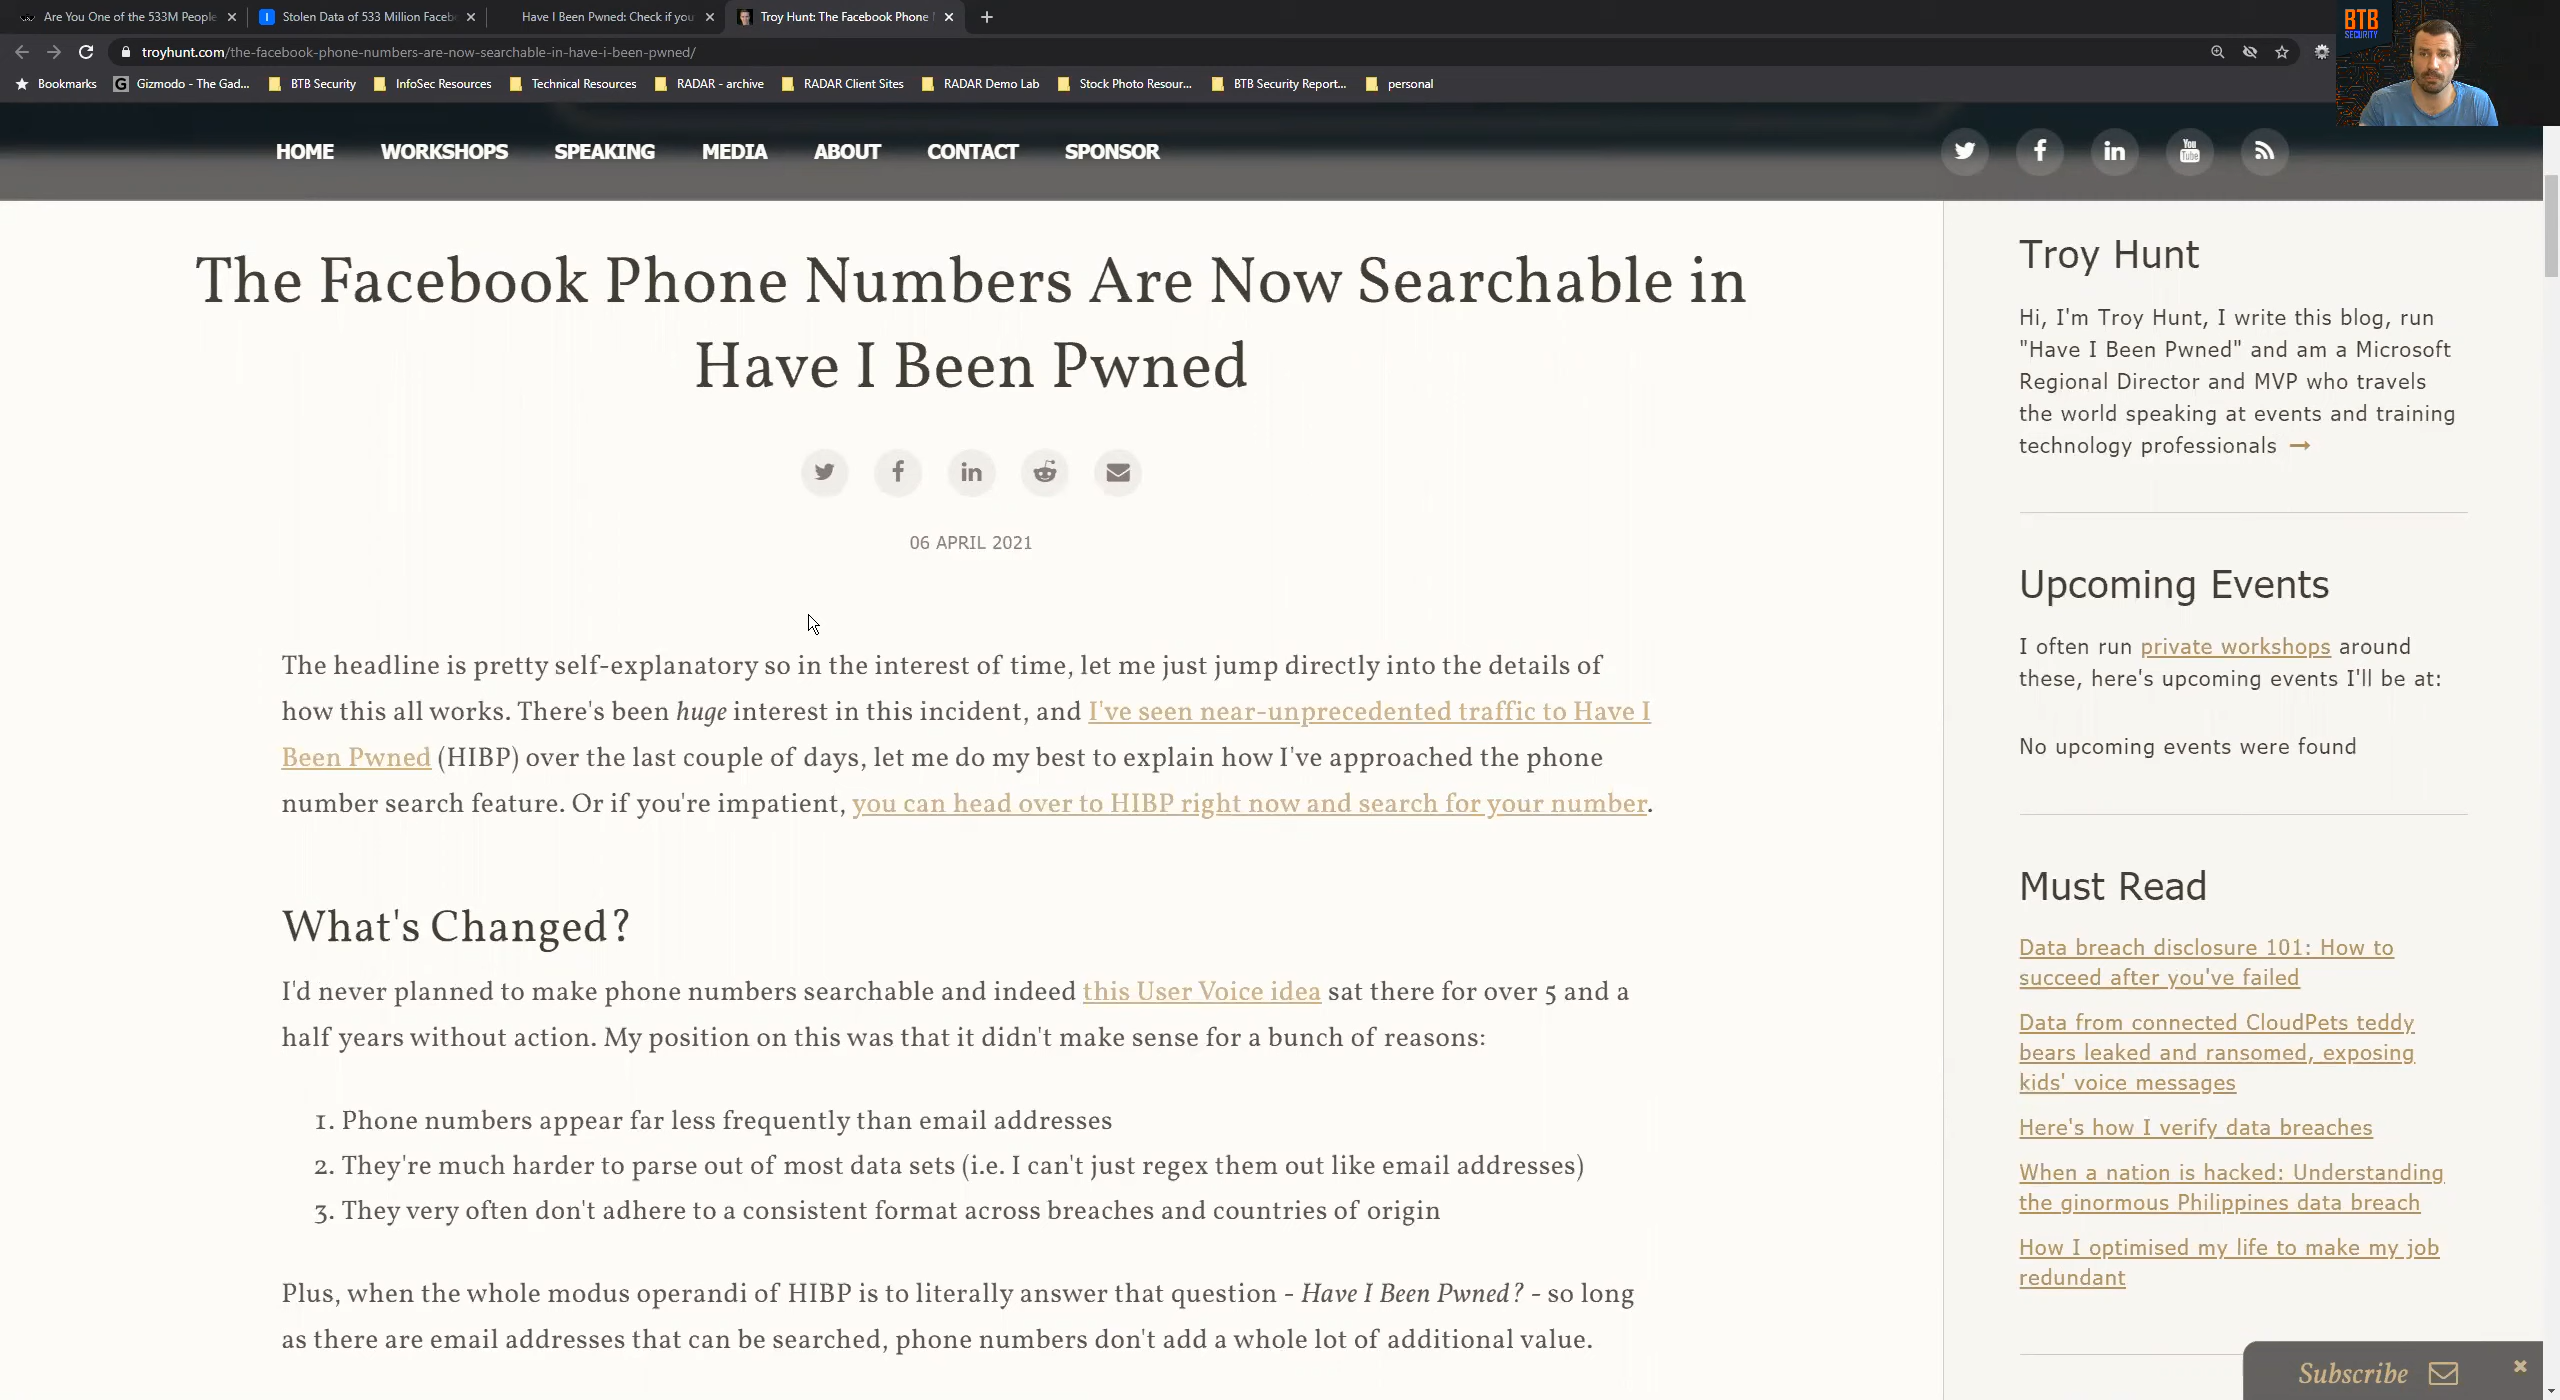 Are You One of the 533M People
Stolen Data of 533 Million Faceb
Have I Been Pwned: Check if you
Troy Hunt: The Facebook Phone
troyhunt.com/the-facebook-phone-numbers-are-now-searchable-in-have-i-been-pwned/
Bookmarks
Gizmodo - The Gad...
BTB Security
InfoSec Resources
Technical Resources
RADAR - archive
RADAR Client Sites
RADAR Demo Lab
Stock Photo Resour...
BTB Security Report...
personal
BTB
SECURITY
HOME
WORKSHOPS
SPEAKING
MEDIA
ABOUT
CONTACT
SPONSOR
You
Tube
The Facebook Phone Numbers Are Now Searchable in
Have I Been Pwned
06 APRIL 2021
The headline is pretty self-explanatory so in the interest of time, let me just jump directly into the details of
how this all works. There's been huge interest in this incident, and I've seen near-unprecedented traffic to Have I
Been Pwned (HIBP) over the last couple of days, let me do my best to explain how I've approached the phone
number search feature. Or if you're impatient, you can head over to HIBP right now and search for your number.
What's Changed?
I'd never planned to make phone numbers searchable and indeed this User Voice idea sat there for over 5 and a
half years without action. My position on this was that it didn't make sense for a bunch of reasons:
1. Phone numbers appear far less frequently than email addresses
2. They're much harder to parse out of most data sets (i.e. I can't just regex them out like email addresses)
3. They very often don't adhere to a consistent format across breaches and countries of origin
Plus, when the whole modus operandi of HIBP is to literally answer that question - Have I Been Pwned? - so long
as there are email addresses that can be searched, phone numbers don't add a whole lot of additional value.
Troy Hunt
Hi, I'm Troy Hunt, I write this blog, run
"Have I Been Pwned" and am a Microsoft
Regional Director and MVP who travels
the world speaking at events and training
technology professionals →
Upcoming Events
I often run private workshops around
these, here's upcoming events I'll be at:
No upcoming events were found
Must Read
Data breach disclosure 101: How to
succeed after you've failed
Data from connected CloudPets teddy
bears leaked and ransomed, exposing
kids' voice messages
Here's how I verify data breaches
When a nation is hacked: Understanding
the ginormous Philippines data breach
How I optimised my life to make my job
redundant
Subscribe